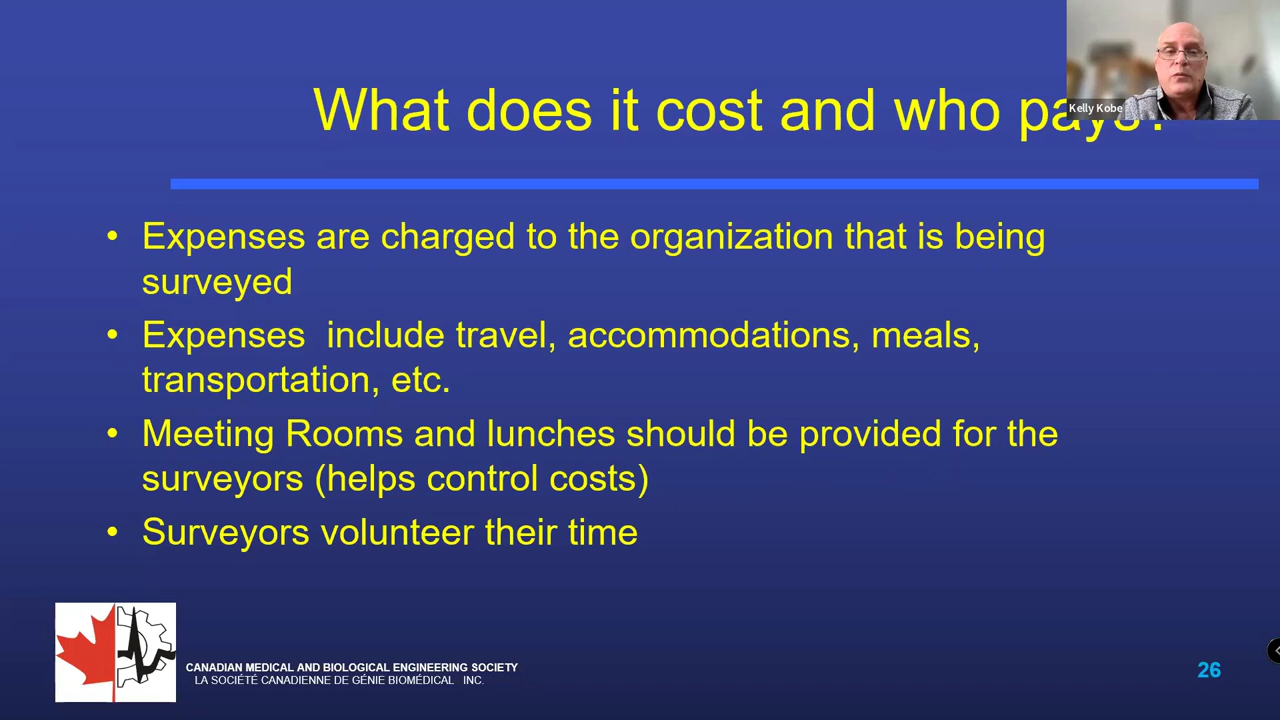 What does it cost and who pays?
Kelly Kobe
• Expenses are charged to the organization that is being
surveyed
• Expenses  include travel, accommodations, meals,
transportation, etc.
• Meeting Rooms and lunches should be provided for the
surveyors (helps control costs)
• Surveyors volunteer their time
CANADIAN MEDICAL AND BIOLOGICAL ENGINEERING SOCIETY
LA SOCIÉTÉ CANADIENNE DE GÉNIE BIOMÉDICAL   INC.
26